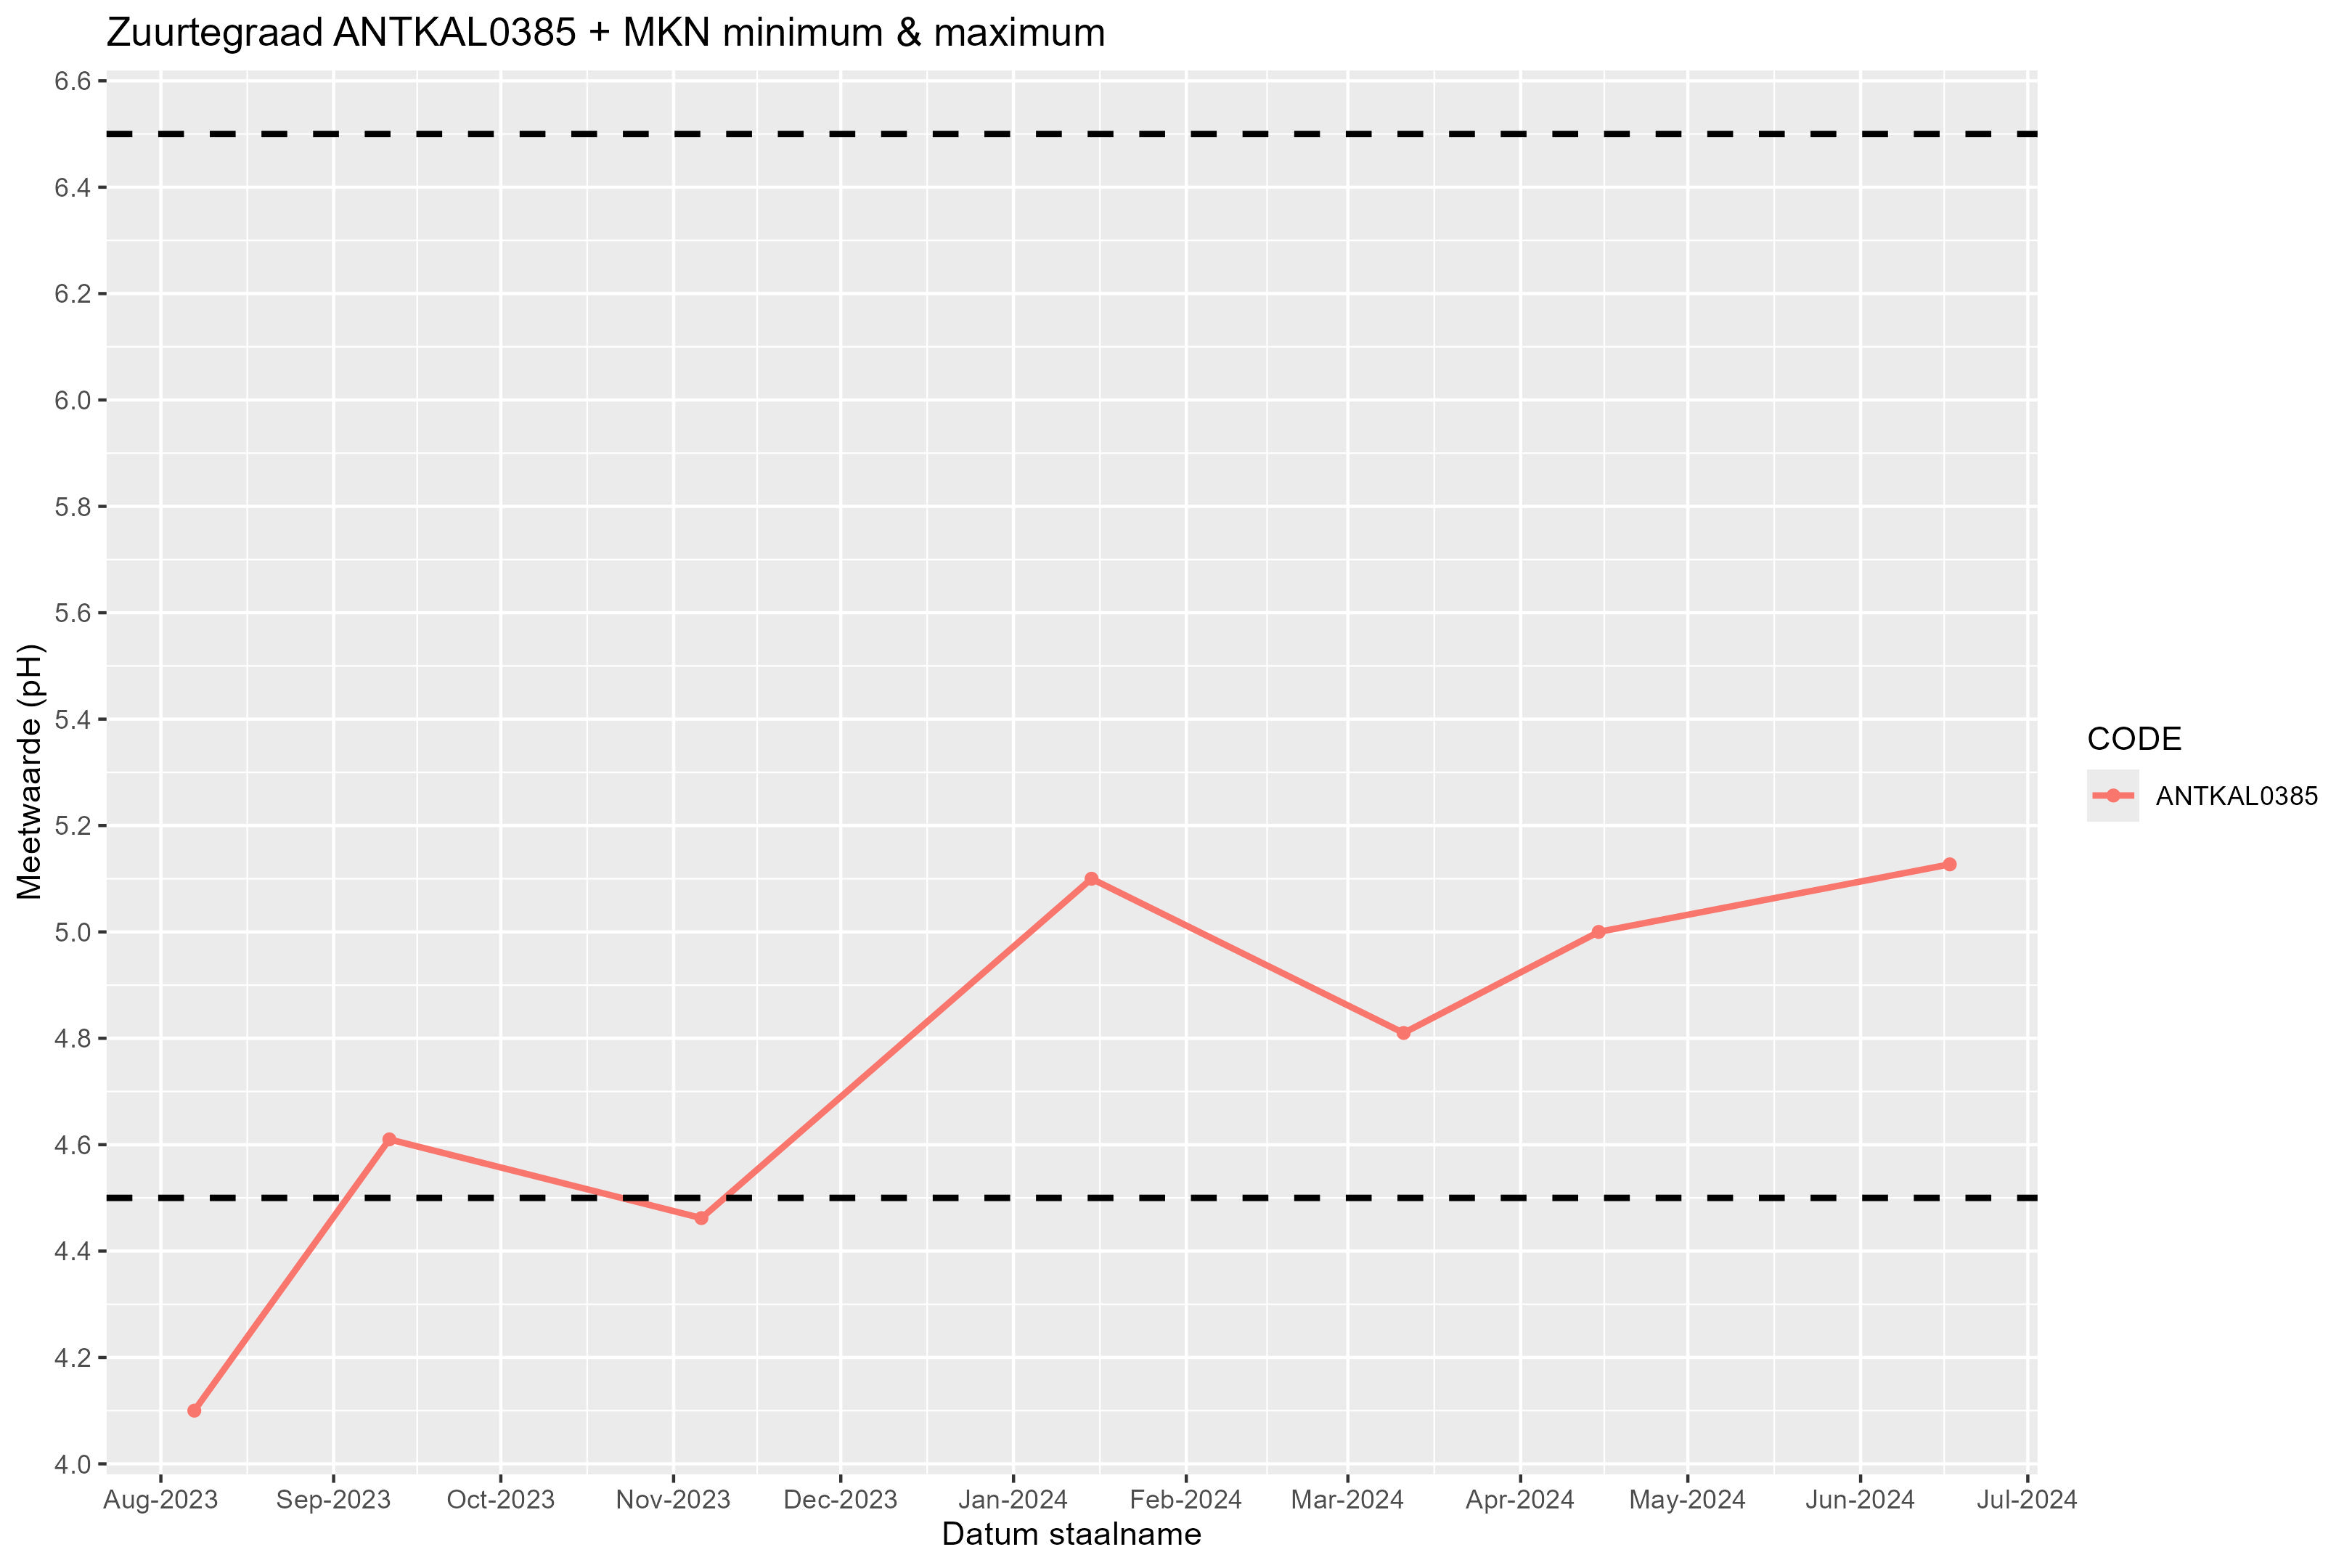 Zuurtegraad ANTKAL0385 + MKN minimum & maximum
Meetwaarde (pH)
6.6
6.4
6.2
6.0
5.8
5.6
5.4
5.2
5.0
4.8
4.6
4.4
4.2
4.0
Aug-2023 Sep-2023 Oct-2023 Nov-2023 Dec-2023 Jan-2024 Feb-2024 Mar-2024 Apr-2024 May-2024 Jun-2024 Jul-2024
Datum staalname
CODE
ANTKAL0385